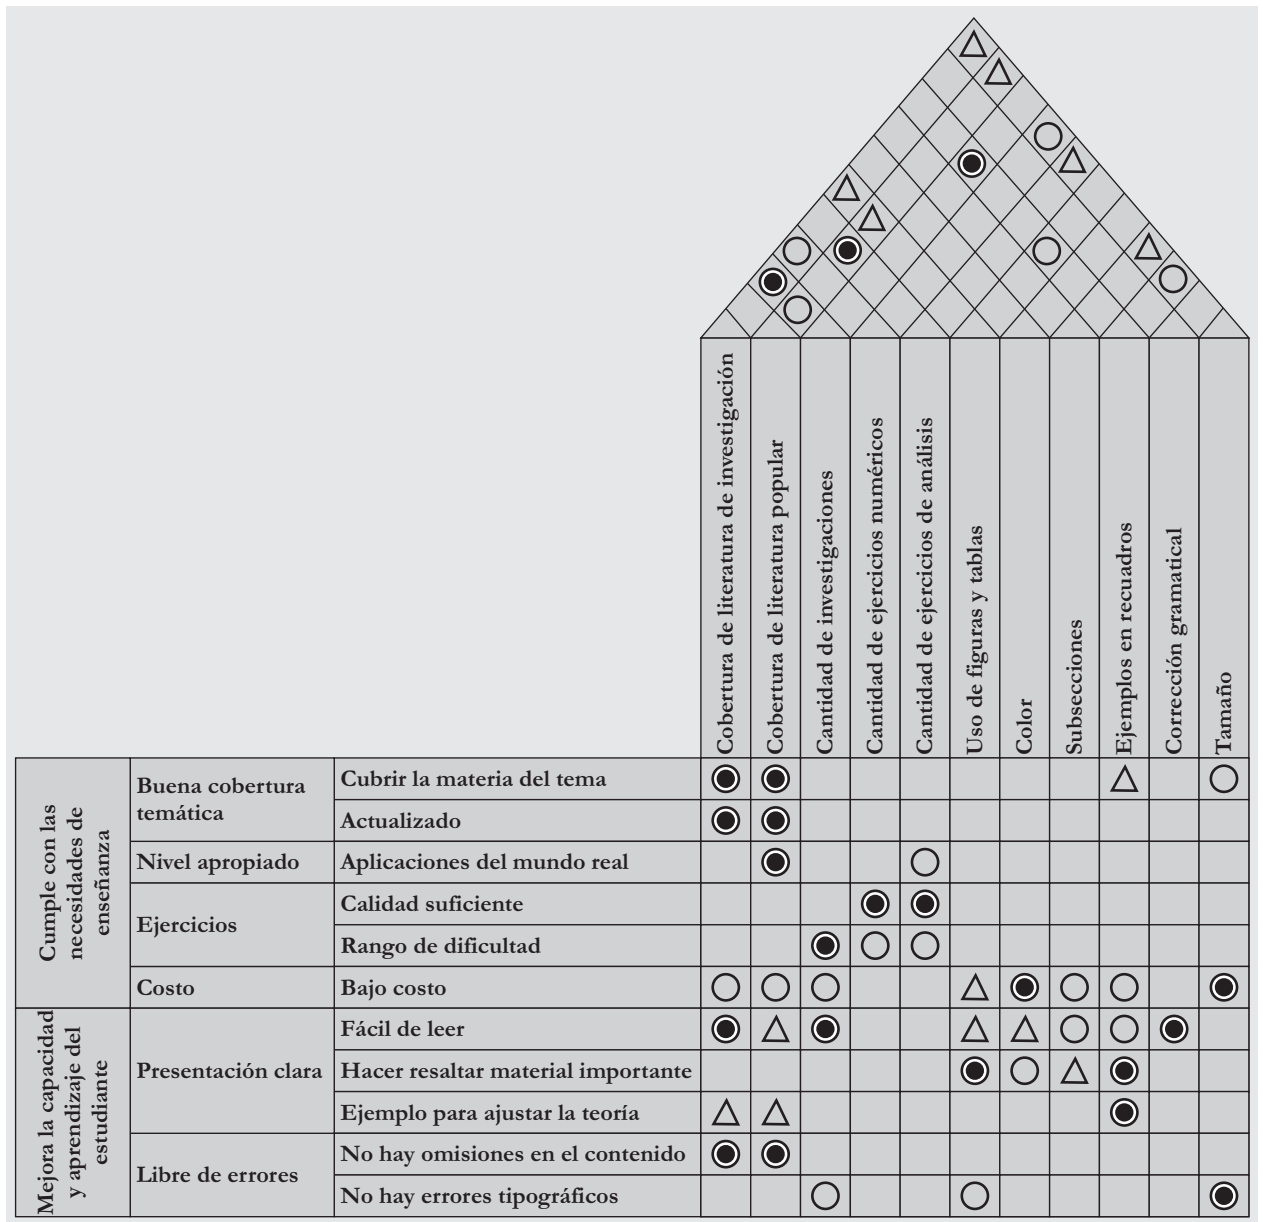 Cobertura de literatura de investigación
Cobertura de literatura popular
Cantidad de investigaciones
Cantidad de ejercicios numéricos
Cantidad de ejercicios de análisis
Uso de figuras y tablas
Color
Subsecciones
Ejemplos en recuadros
Corrección gramatical
Tamaño
Cumple con las
necesidades de
enseñanza
Buena cobertura
temática
Cubrir la materia del tema
Actualizado
Nivel apropiado
Aplicaciones del mundo real
Ejercicios
Calidad suficiente
Rango de dificultad
Costo
Bajo costo
Mejora la capacidad
y aprendizaje del
estudiante
Presentación clara
Fácil de leer
Hacer resaltar material importante
Ejemplo para ajustar la teoría
Libre de errores
No hay omisiones en el contenido
No hay errores tipográficos